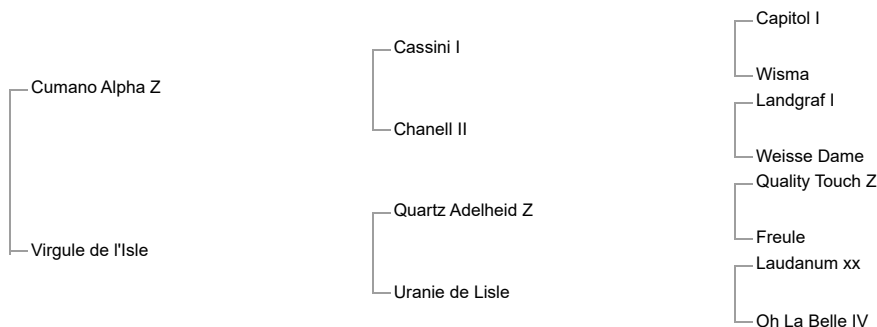 Capitol I
Cassini I
Wisma
Cumano Alpha Z
Landgraf I
Chanell II
Weisse Dame
Quality Touch Z
Quartz Adelheid Z
Freule
Virgule de l'Isle
Laudanum xx
Uranie de Lisle
Oh La Belle IV